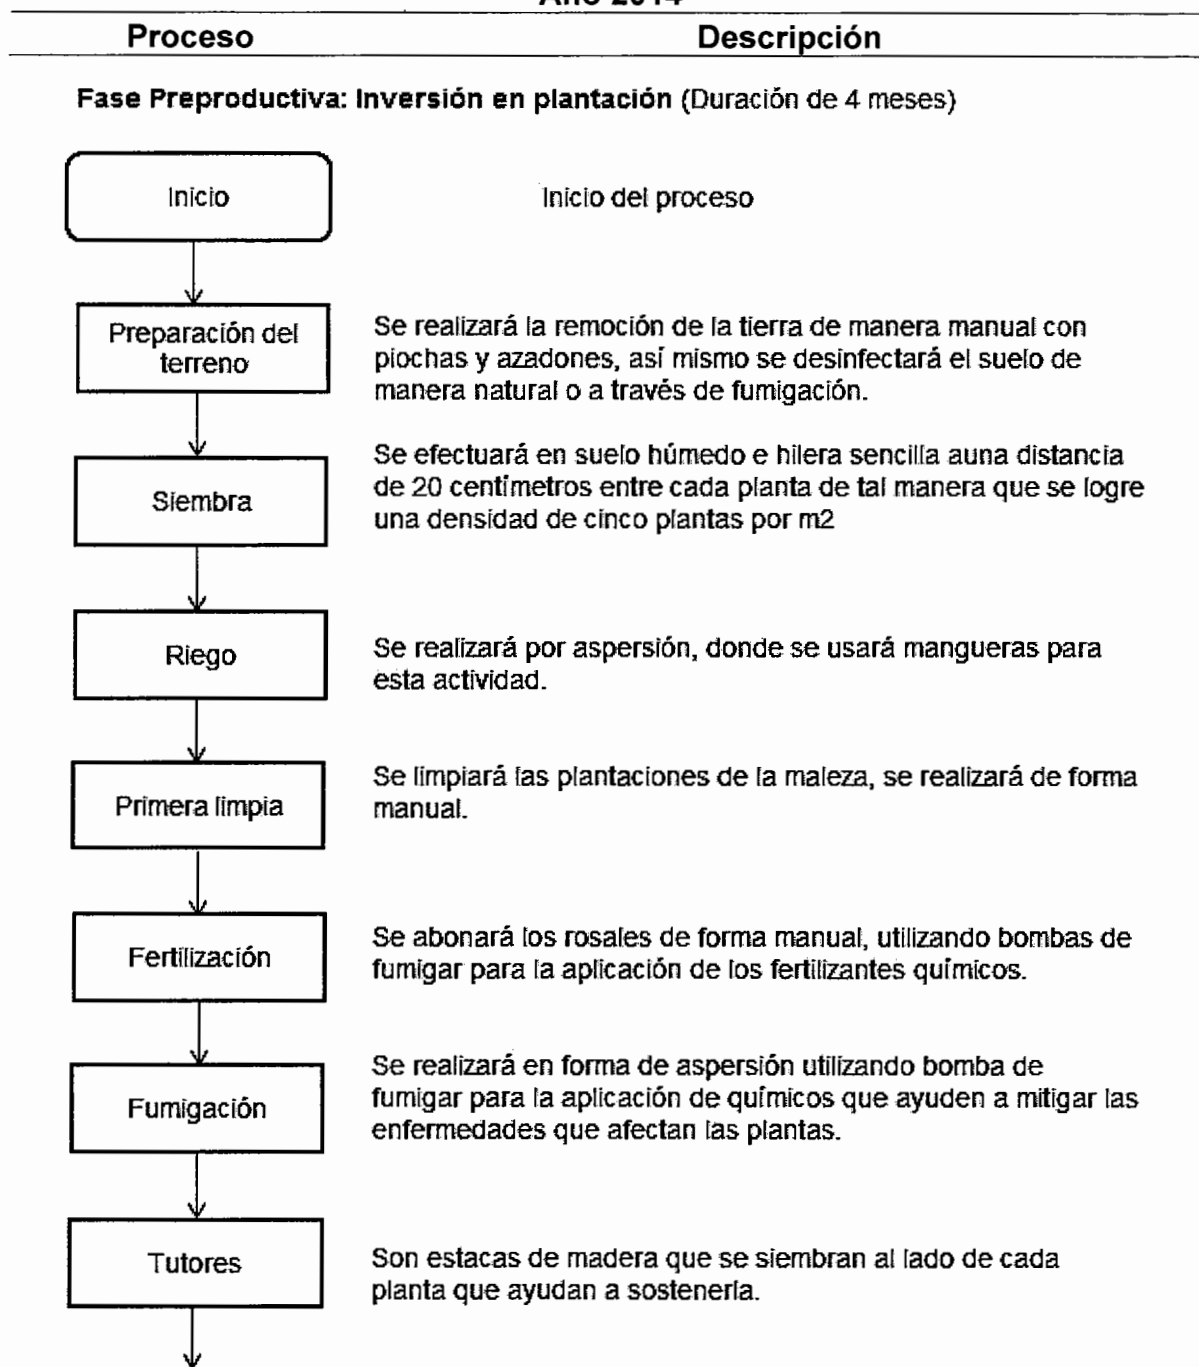 Año 2014
Proceso Descripción
Fase Preproductiva: Inversión en plantación (Duración de 4 meses)
Inicio
Inicio del proceso
Preparación del
terreno
Se realizará la remoción de la tierra de manera manual con
piochas y azadones, así mismo se desinfectará el suelo de
manera natural o a través de fumigación.
Siembra
Se efectuará en suelo húmedo e hilera sencilla auna distancia
de 20 centímetros entre cada planta de tal manera que se logre
una densidad de cinco plantas por m2
Riego
Se realizará por aspersión, donde se usará mangueras para
esta actividad.
Primera limpia
Se limpiará las plantaciones de la maleza, se realizará de forma
manual.
Fertilización
Se abonará los rosales de forma manual, utilizando bombas de
fumigar para la aplicación de los fertilizantes químicos.
Fumigación
Se realizará en forma de aspersión utilizando bomba de
fumigar para la aplicación de químicos que ayuden a mitigar las
enfermedades que afectan las plantas.
Tutores
Son estacas de madera que se siembran al lado de cada
planta que ayudan a sostenerla.